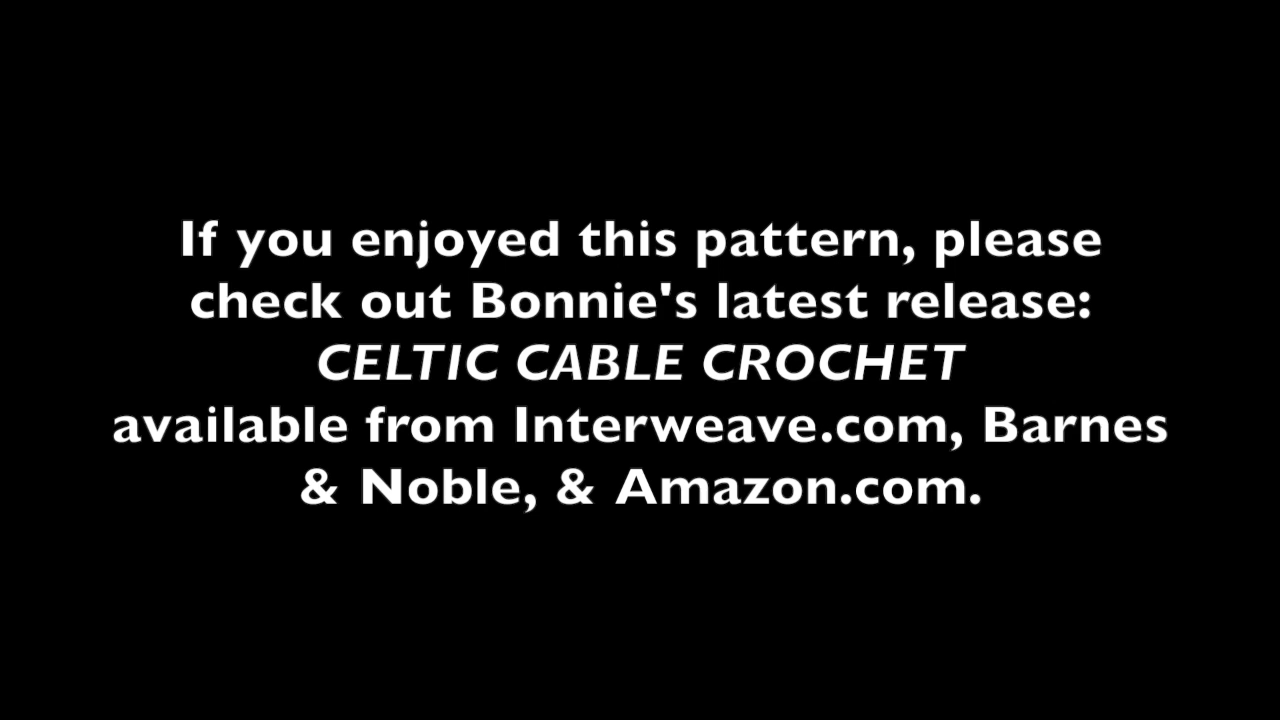 If you enjoyed this pattern, please
check out Bonnie's latest release:
CELTIC CABLE CROCHET
available from Interweave.com, Barnes
& Noble, & Amazon.com.